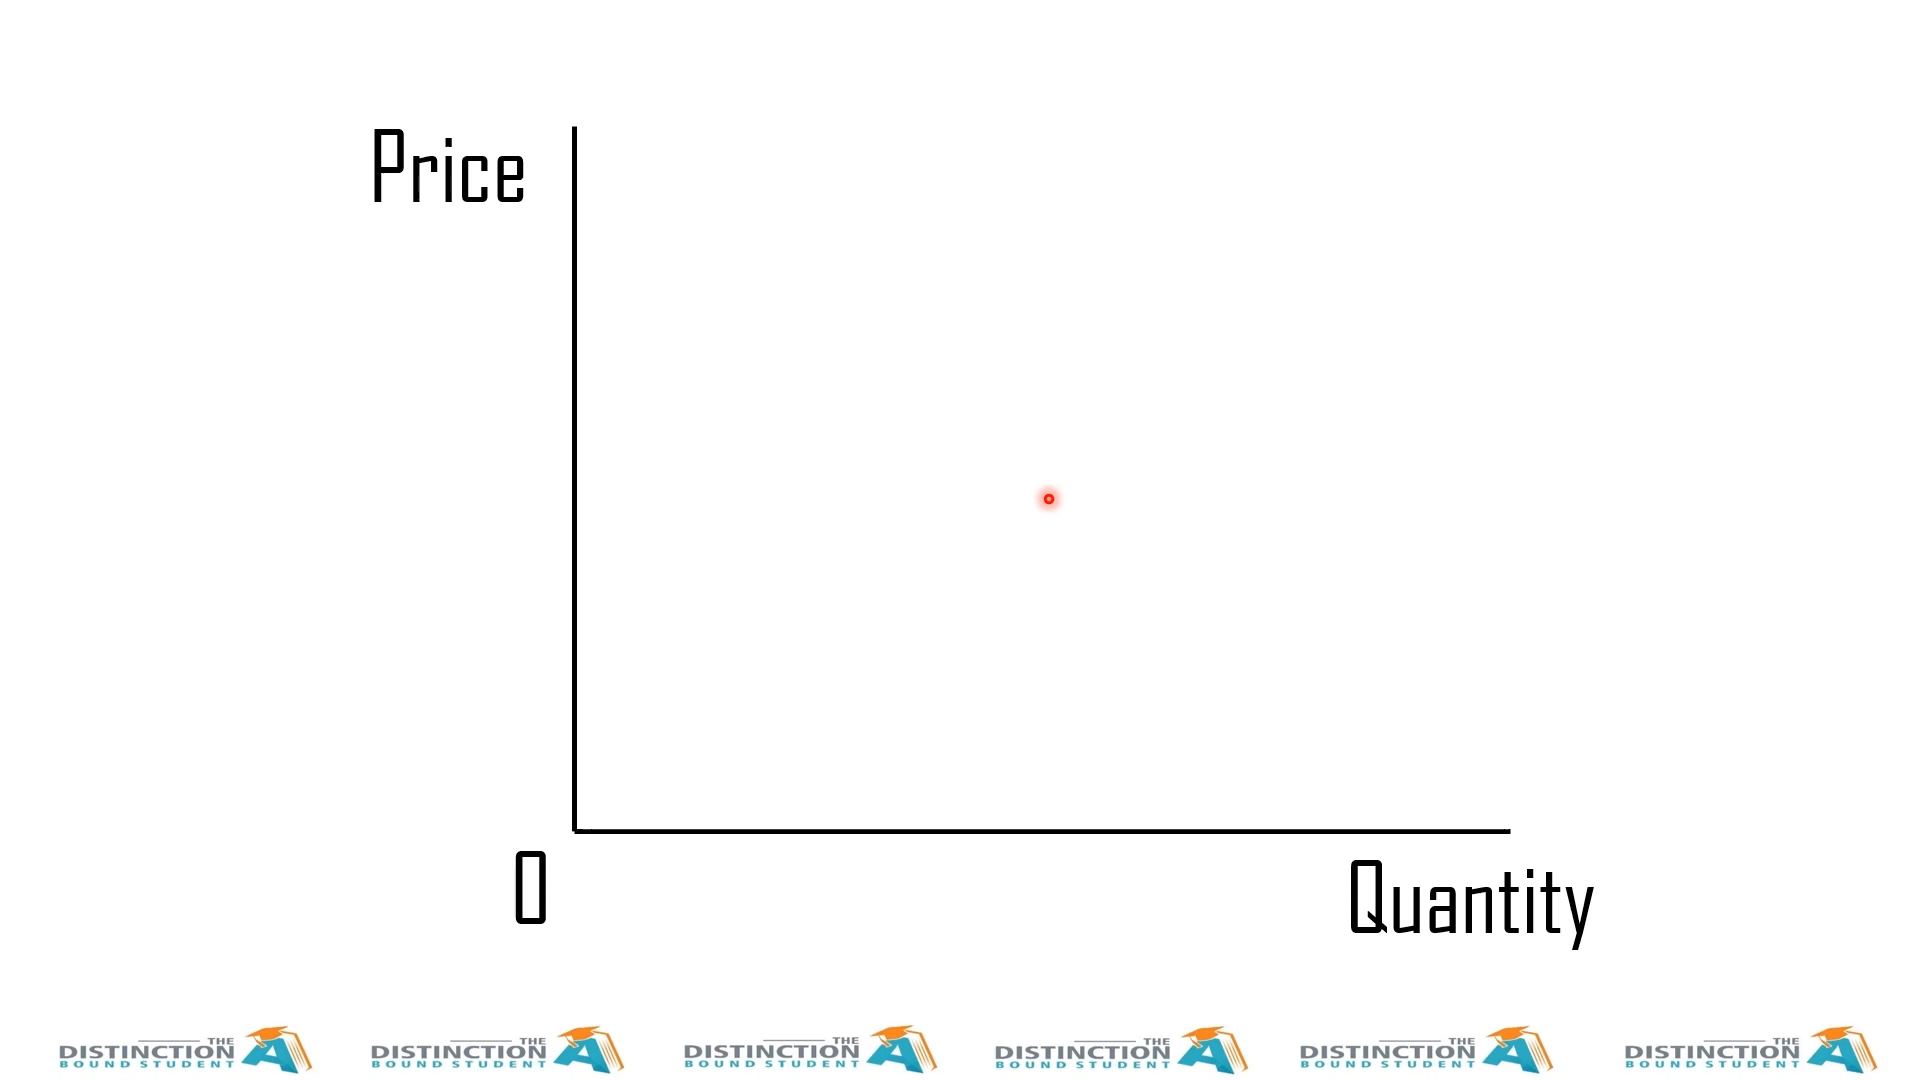 Price
0
Quantity
THE
DISTINCTION
BOUND STUDENT
THE
DISTINCTION
BOUND STUDENT
THE
DISTINCTION
BOUND STUDENT
THE
DISTINCTION
BOUND STUDENT
THE
DISTINCTION
BOUND STUDENT
THE
DISTINCTION
BOUND STUDENT